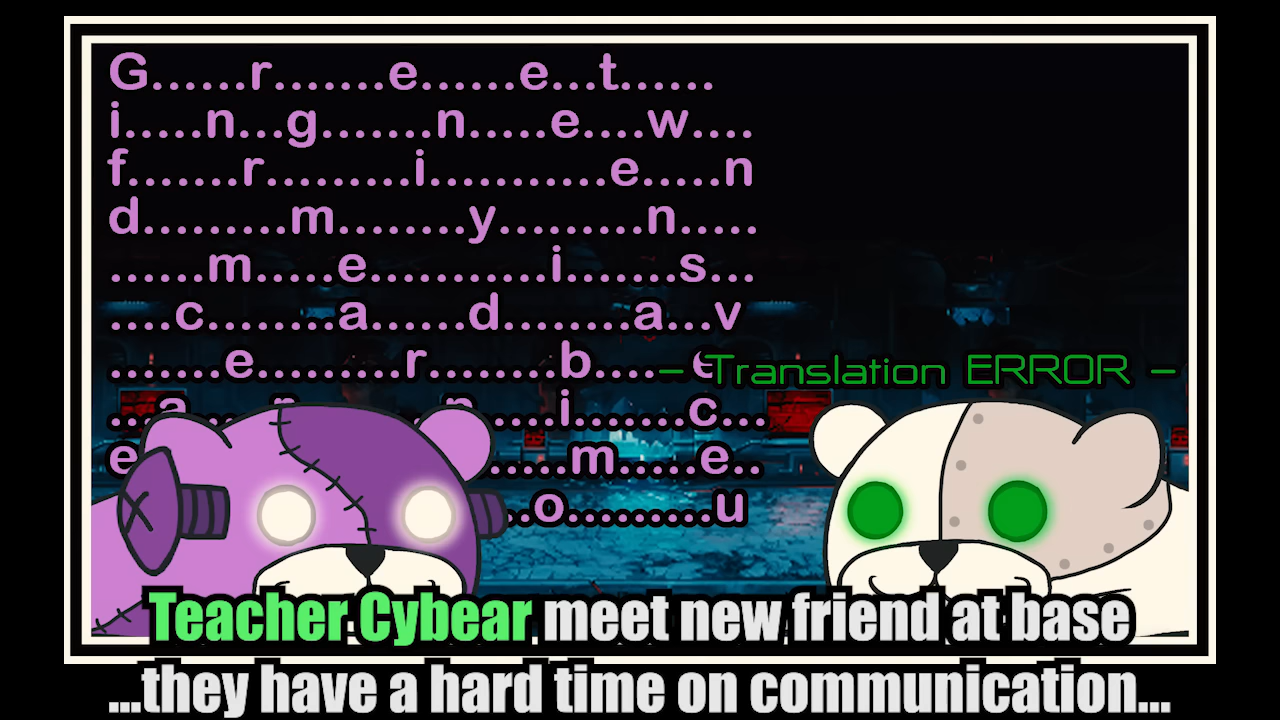 G......r.......e......e...t......
i.....n...g.......n.....e....w....
f.......r.........i...........e.....n
d.........m........y.........n.....
......m.....e...........i.......s...
....c........a......d........a...v
.......e.........r........b.....e
- Translation ERROR -
...a.....r..........n....i.......c...
e.....m.....e..
..o.........u
Teacher Cybear meet new friend at base
...they have a hard time on communication...